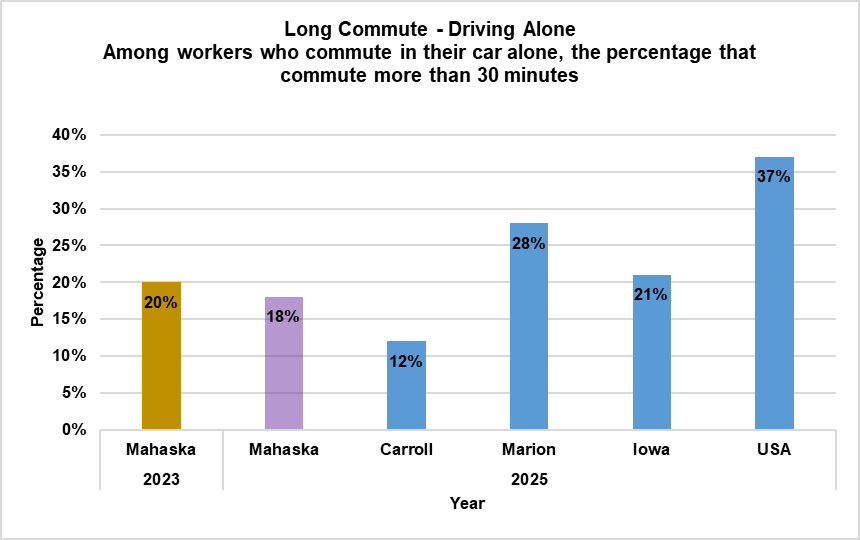 Long Commute - Driving Alone
Among workers who commute in their car alone, the percentage that
commute more than 30 minutes
40%
35%
30%
25%
20%
15%
10%
5%
0%
Percentage
20%
18%
12%
28%
21%
37%
Mahaska
Mahaska
Carroll
Marion
Iowa
USA
2023
2025
Year